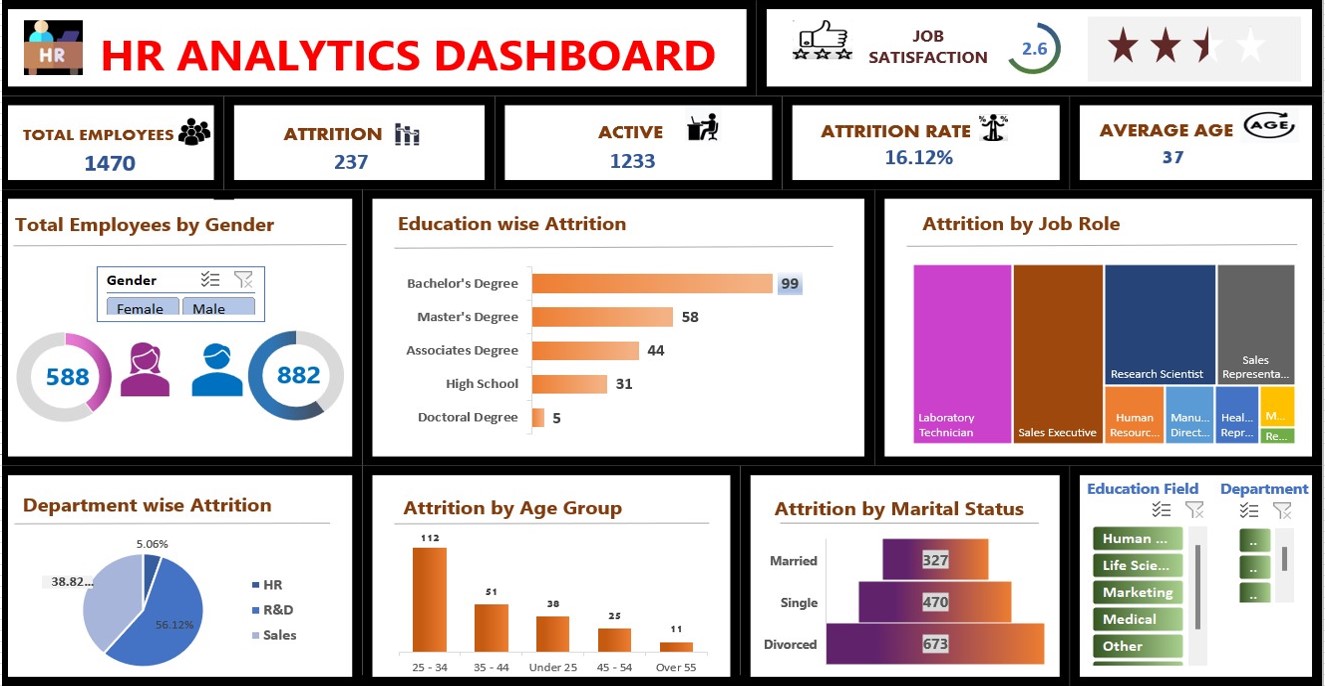 HR
HR ANALYTICS DASHBOARD
JOB
SATISFACTION
2.6
TOTAL EMPLOYEES
1470
ATTRITION
237
ACTIVE
1233
ATTRITION RATE
16.12%
AVERAGE AGE
AGE
37
Total Employees by Gender
Gender
Female Male
588
882
Education wise Attrition
Bachelor's Degree 99
Master's Degree 58
Associates Degree 44
High School 31
Doctoral Degree 5
Attrition by Job Role
Laboratory
Technician
Sales Executive
Research Scientist
Sales
Representa...
Human
Resourc...
Manu...
Direct...
Heal...
Repr...
M...
Re...
Department wise Attrition
5.06%
38.82...
56.12%
HR
R&D
Sales
Attrition by Age Group
112
51
38
25
11
25 - 34 35 - 44 Under 25 45 - 54 Over 55
Attrition by Marital Status
Married 327
Single 470
Divorced 673
Education Field
Human ...
Life Scie...
Marketing
Medical
Other
Department
..
..
..